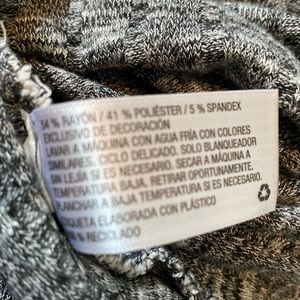 54 % RAYÓN / 41 % POLIÉSTER / 5 % SPANDEX
EXCLUSIVO DE DECORACIÓN
LAVAR A MÁQUINA CON AGUA FRÍA CON COLORES
SIMILARES. CICLO DELICADO. SOLO BLANQUEADOR
SIN LEJÍA SI ES NECESARIO. SECAR A MÁQUINA A
TEMPERATURA BAJA. RETIRAR OPORTUNAMENTE.
PLANCHAR A BAJA TEMPERATURA SI ES NECESARIO.
ETIQUETA ELABORADA CON PLÁSTICO
% RECICLADO